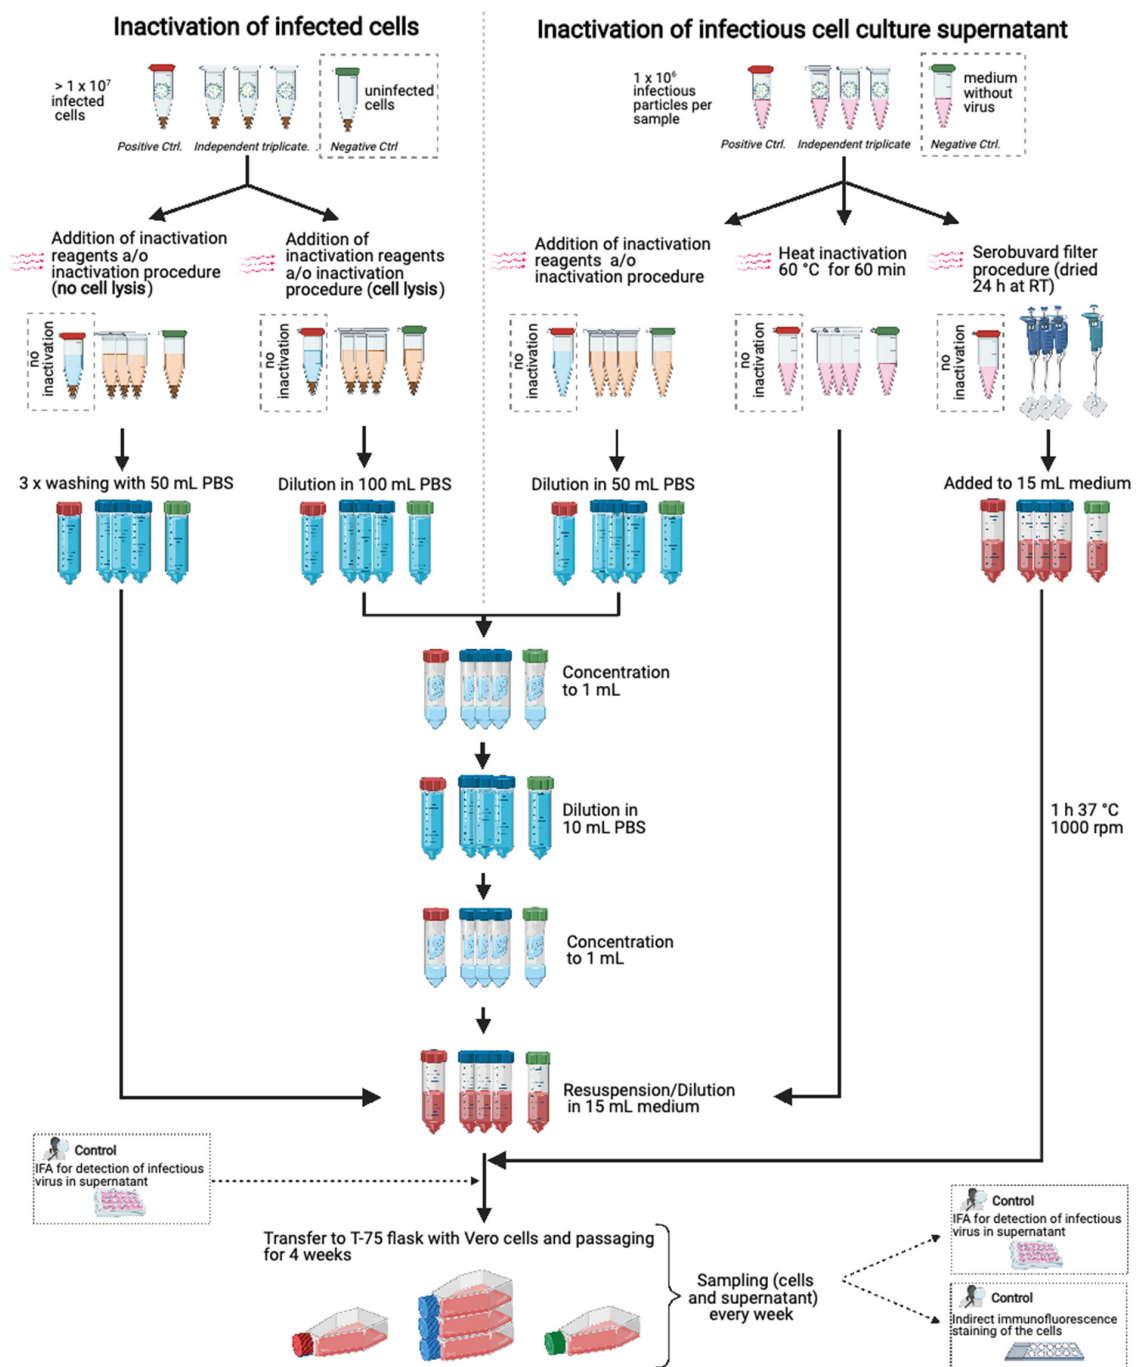 Inactivation of infected cells
> 1 x 10⁷
infected
cells
uninfected
cells
Positive Ctrl.
Independent triplicate.
Negative Ctrl
Inactivation of infectious cell culture supernatant
1 x 10⁶
infectious
particles per
sample
medium
without
virus
Positive Ctrl.
Independent triplicate
Negative Ctrl.
Addition of inactivation
reagents a/o
inactivation procedure
(no cell lysis)
Addition of
inactivation reagents
a/o inactivation
procedure (cell lysis)
Addition of inactivation
reagents a/o
inactivation procedure
Heat inactivation
60 °C for 60 min
Serobuvard filter
procedure (dried
24 h at RT)
no
inactivation
no
inactivation
no
inactivation
no
inactivation
no
inactivation
3 x washing with 50 mL PBS
Dilution in 100 mL PBS
Dilution in 50 mL PBS
Added to 15 mL medium
Concentration
to 1 mL
Dilution in
10 mL PBS
1 h 37 °C
1000 rpm
Concentration
to 1 mL
Resuspension/Dilution
in 15 mL medium
Control
IFA for detection of infectious
virus in supernatant
Transfer to T-75 flask with Vero cells and passaging
for 4 weeks
Sampling (cells
and supernatant)
every week
Control
IFA for detection of infectious
virus in supernatant
Control
Indirect immunofluorescence
staining of the cells